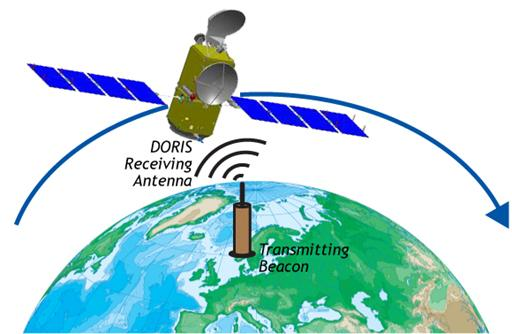 DORIS
Receiving
Antenna
Transmitting
Beacon